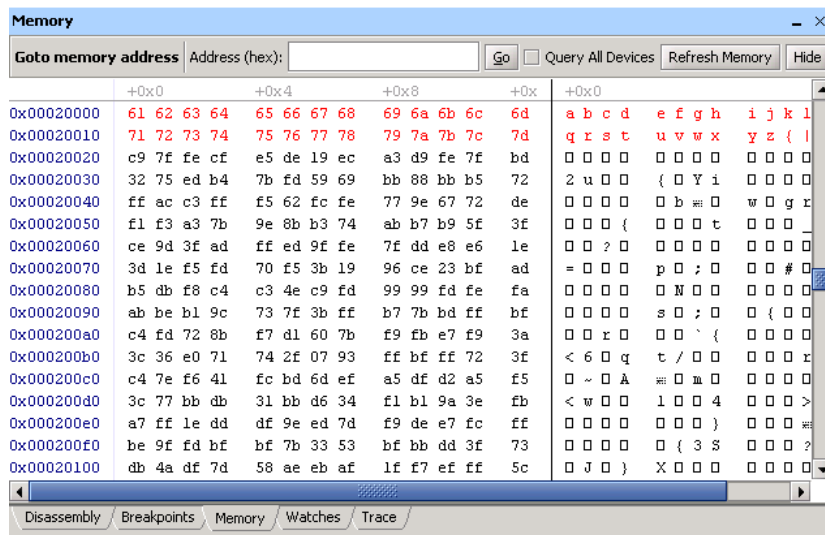 Memory
Goto memory address Address (hex): Go Query All Devices Refresh Memory Hide
+0x0 +0x4 +0x8 +0x +0x0
0x00020000 61 62 63 64 65 66 67 68 69 6a 6b 6c 6d a b c d e f g h i j k l
0x00020010 71 72 73 74 75 76 77 78 79 7a 7b 7c 7d q r s t u v w x y z { |
0x00020020 c9 7f fe cf e5 de 19 ec a3 d9 fe 7f bd
0x00020030 32 75 ed b4 7b fd 59 69 bb 88 bb b5 72 2 u { Y i
0x00020040 ff ac c3 ff f5 62 fc fe 77 9e 67 72 de b w g r
0x00020050 f1 f3 a3 7b 9e 8b b3 74 ab b7 b9 5f 3f { t _
0x00020060 ce 9d 3f ad ff ed 9f fe 7f dd e8 e6 1e ?
0x00020070 3d 1e f5 fd 70 f5 3b 19 96 ce 23 bf ad = p ; #
0x00020080 b5 db f8 c4 c3 4e c9 fd 99 99 fd fe fa N
0x00020090 ab be b1 9c 73 7f 3b ff b7 7b bd ff bf s ; {
0x000200a0 c4 fd 72 8b f7 d1 60 7b f9 fb e7 f9 3a r ` {
0x000200b0 3c 36 e0 71 74 2f 07 93 ff bf ff 72 3f < 6 q t / r
0x000200c0 c4 7e f6 41 fc bd 6d ef a5 df d2 a5 f5 ~ A m
0x000200d0 3c 77 bb db 31 bb d6 34 f1 b1 9a 3e fb < w 1 4 >
0x000200e0 a7 ff 1e dd df 9e ed 7d f9 de e7 fc ff }
0x000200f0 be 9f fd bf bf 7b 33 53 bf bb dd 3f 73 { 3 S ?
0x00020100 db 4a df 7d 58 ae eb af 1f f7 ef ff 5c J } X
Disassembly Breakpoints Memory Watches Trace